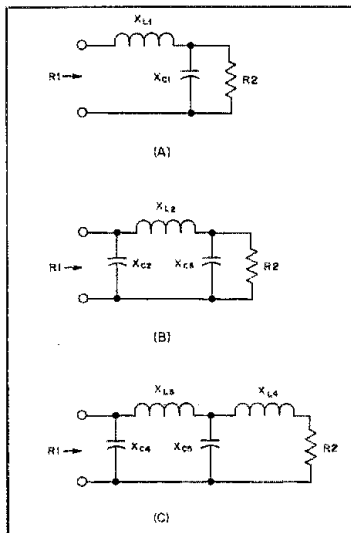 XL1
R1→ XC1 R2
(A)
XL2
R1→ XC2 XC3 R2
(B)
XL3 XL4
R1→ XC4 XC5 R2
(C)